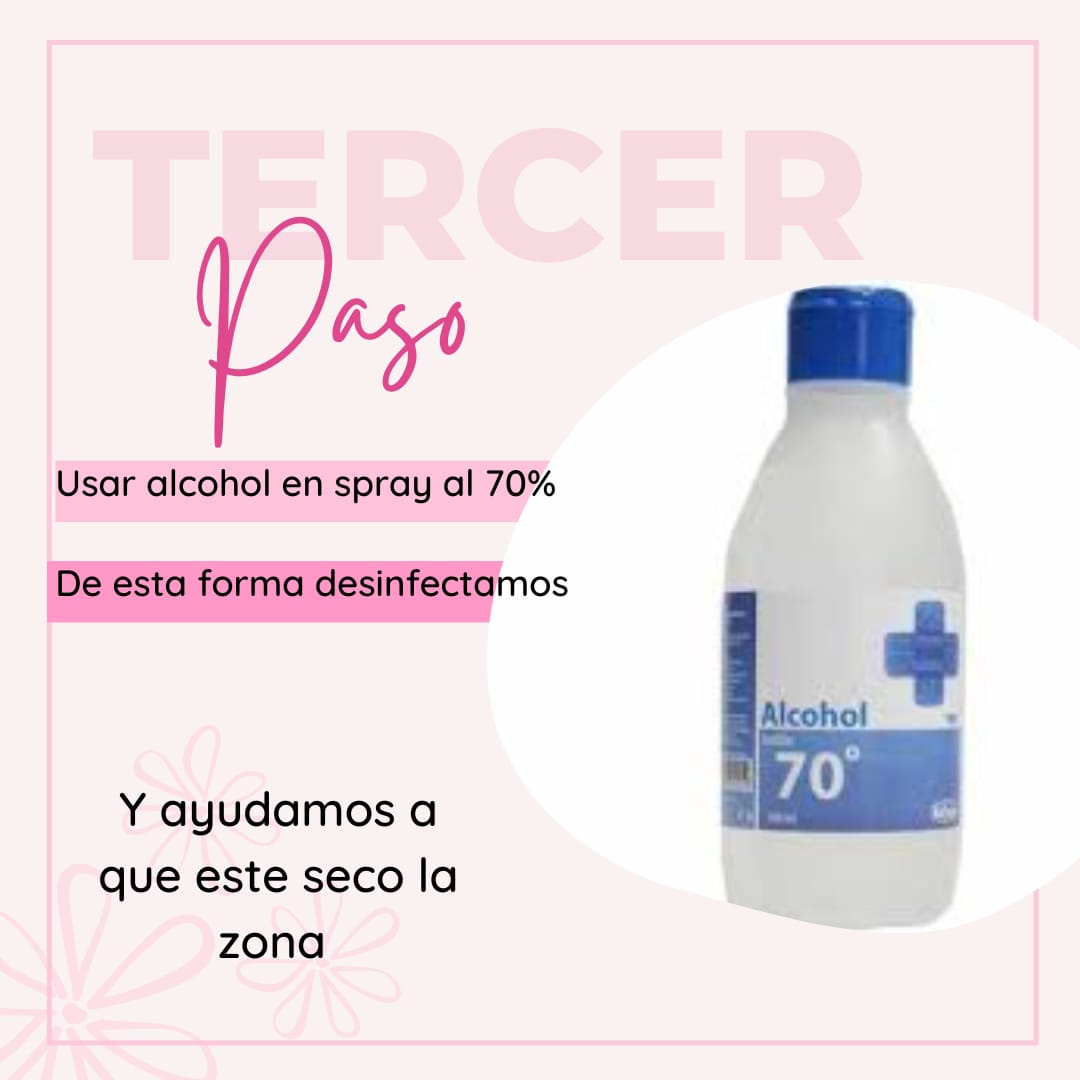 TERCER
Paso
Usar alcohol en spray al 70%
De esta forma desinfectamos
Alcohol
70°
Y ayudamos a
que este seco la
zona